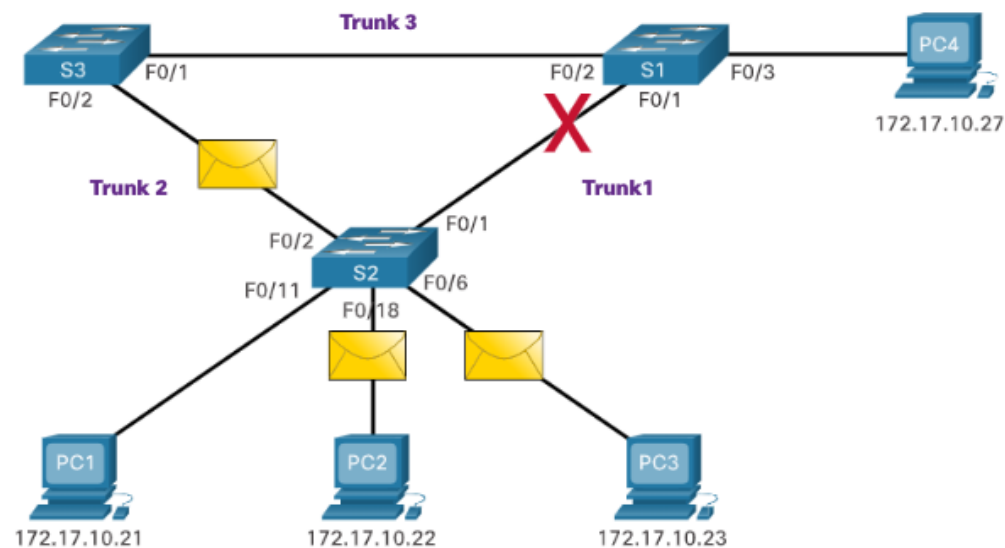 Trunk 3
PC4
S3
F0/1
F0/2
S1
F0/3
F0/2
F0/1
172.17.10.27
Trunk 2
Trunk1
F0/1
F0/2
S2
F0/6
F0/11
F0/18
PC1
PC2
PC3
172.17.10.21
172.17.10.22
172.17.10.23